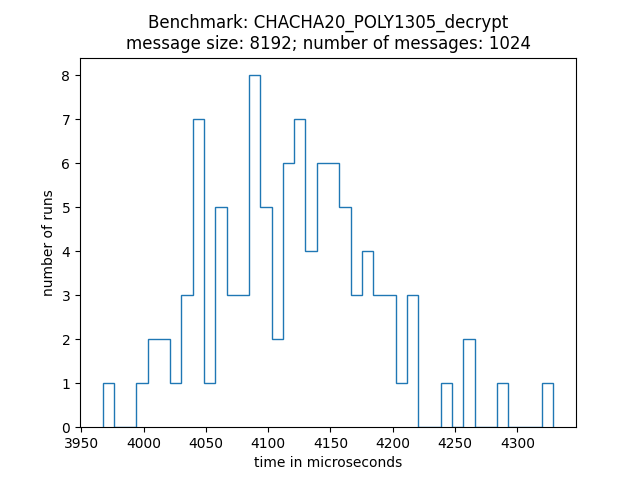 Benchmark: CHACHA20_POLY1305_decrypt
message size: 8192; number of messages: 1024
8
7
6
5
4
3
2
1
0
number of runs
3950 4000 4050 4100 4150 4200 4250 4300
time in microseconds